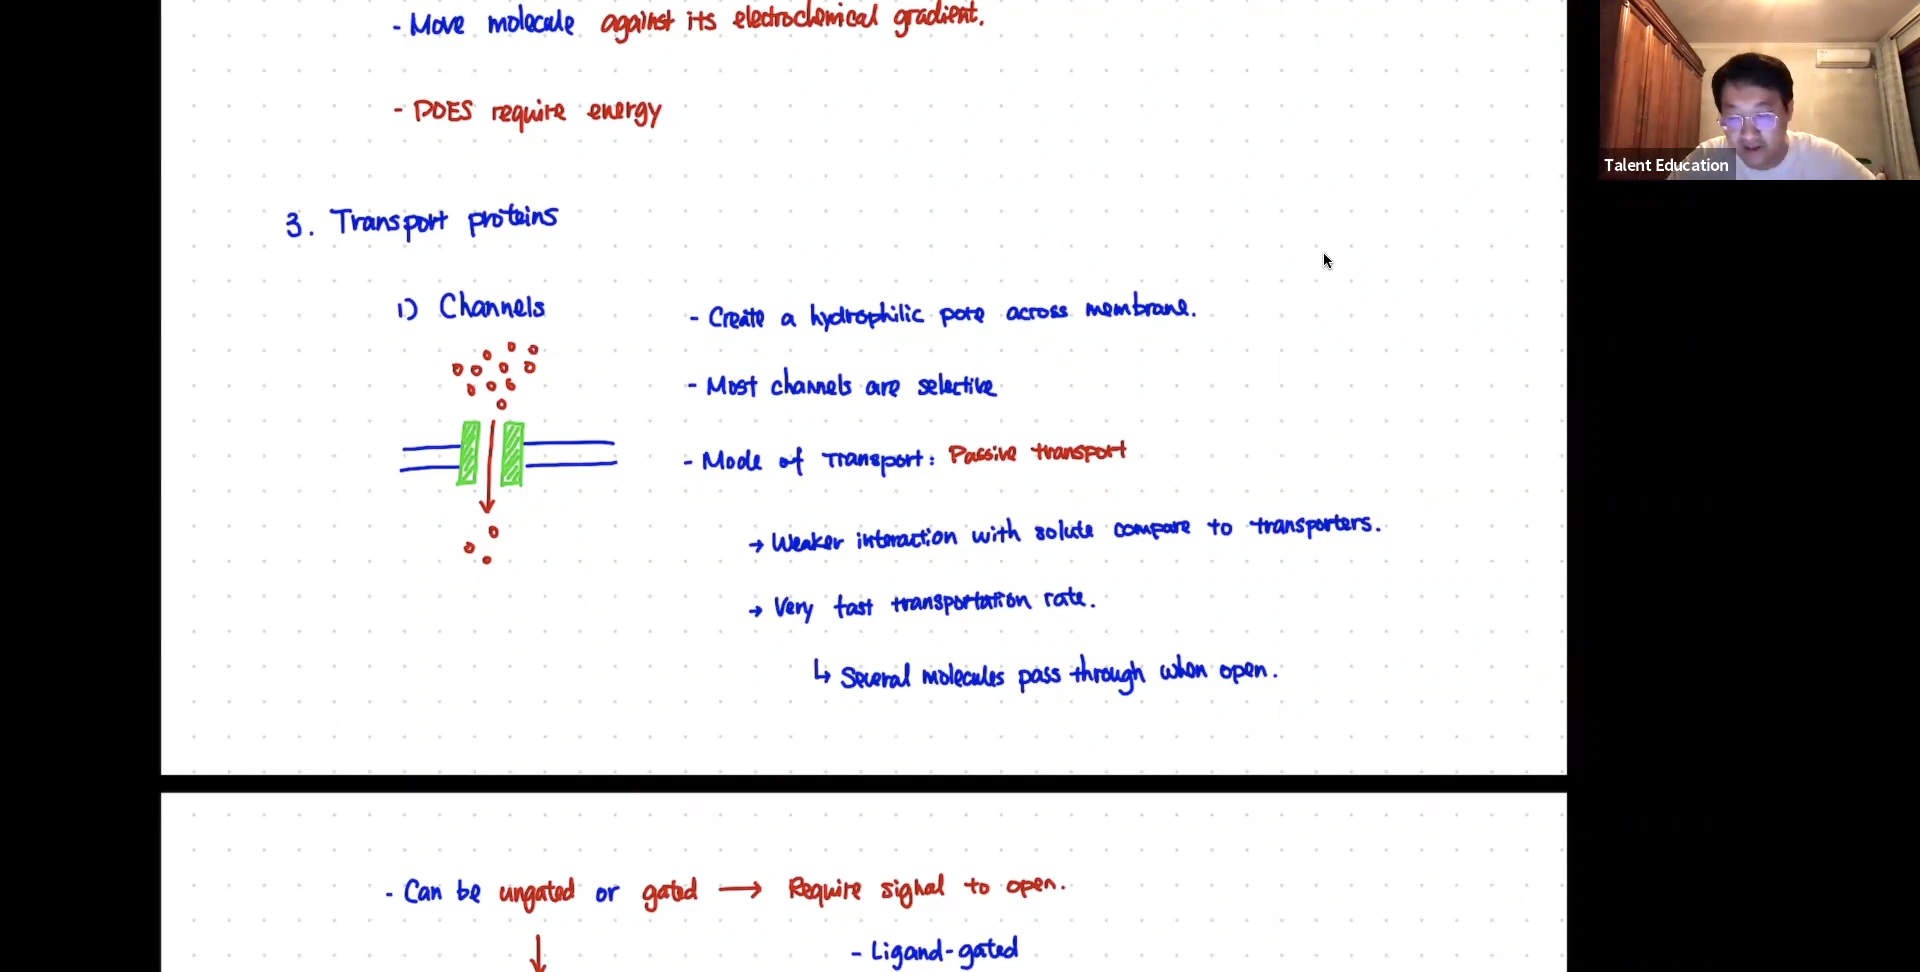 - Move molecule against its electrochemical gradient.
- DOES require energy
Talent Education
3. Transport proteins
1) Channels
- Create a hydrophilic pore across membrane.
- Most channels are selective
- Mode of transport: Passive transport
→ Weaker interaction with solute compare to transporters.
→ Very fast transportation rate.
↳ Several molecules pass through when open.
- Can be ungated or gated → Require signal to open.
- Ligand-gated